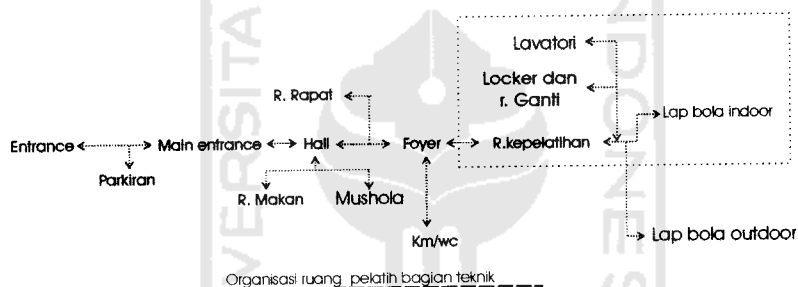 Lavatori
Locker dan
r. Ganti
R. Rapat
Lap bola indoor
Entrance
Main entrance
Hall
Foyer
R.kepelatihan
Parkiran
R. Makan
Mushola
Km/wc
Lap bola outdoor
Organisasi ruang pelatih bagian teknik